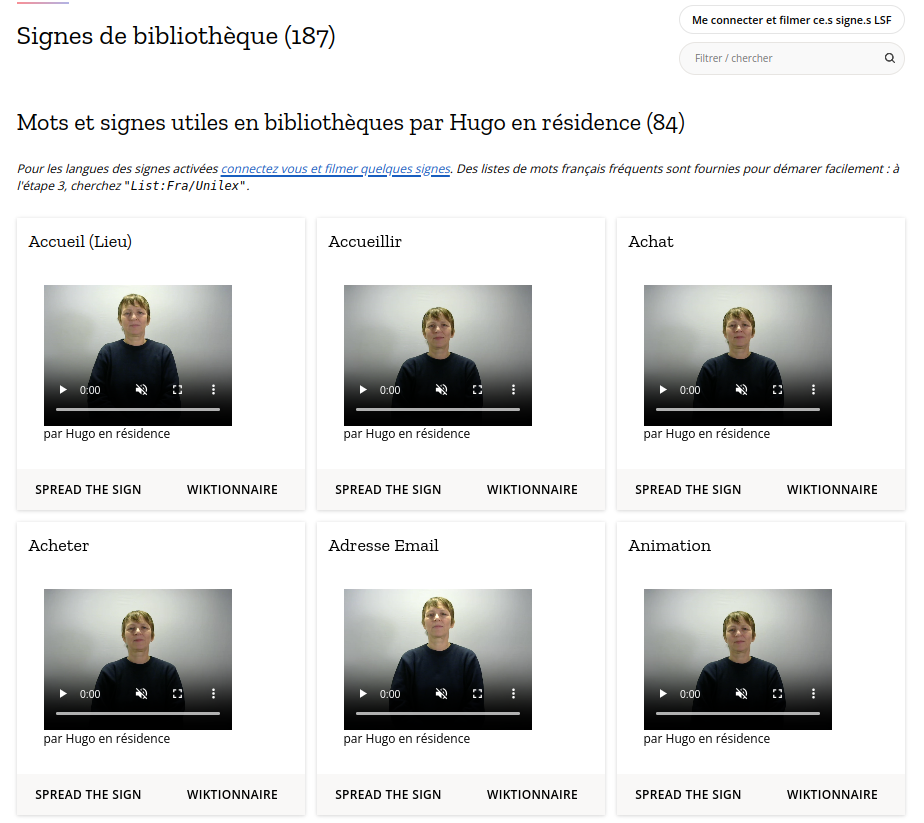 Signes de bibliothèque (187)
Me connecter et filmer ce.s signe.s LSF
Filtrer / chercher
Mots et signes utiles en bibliothèques par Hugo en résidence (84)
Pour les langues des signes activées connectez vous et filmer quelques signes. Des listes de mots français fréquents sont fournies pour démarer facilement : à
l'étape 3, cherchez "List:Fra/Unilex".
Accueil (Lieu)
0:00
par Hugo en résidence
SPREAD THE SIGN WIKTIONNAIRE
Accueillir
0:00
par Hugo en résidence
SPREAD THE SIGN WIKTIONNAIRE
Achat
0:00
par Hugo en résidence
SPREAD THE SIGN WIKTIONNAIRE
Acheter
0:00
par Hugo en résidence
SPREAD THE SIGN WIKTIONNAIRE
Adresse Email
0:00
par Hugo en résidence
SPREAD THE SIGN WIKTIONNAIRE
Animation
0:00
par Hugo en résidence
SPREAD THE SIGN WIKTIONNAIRE